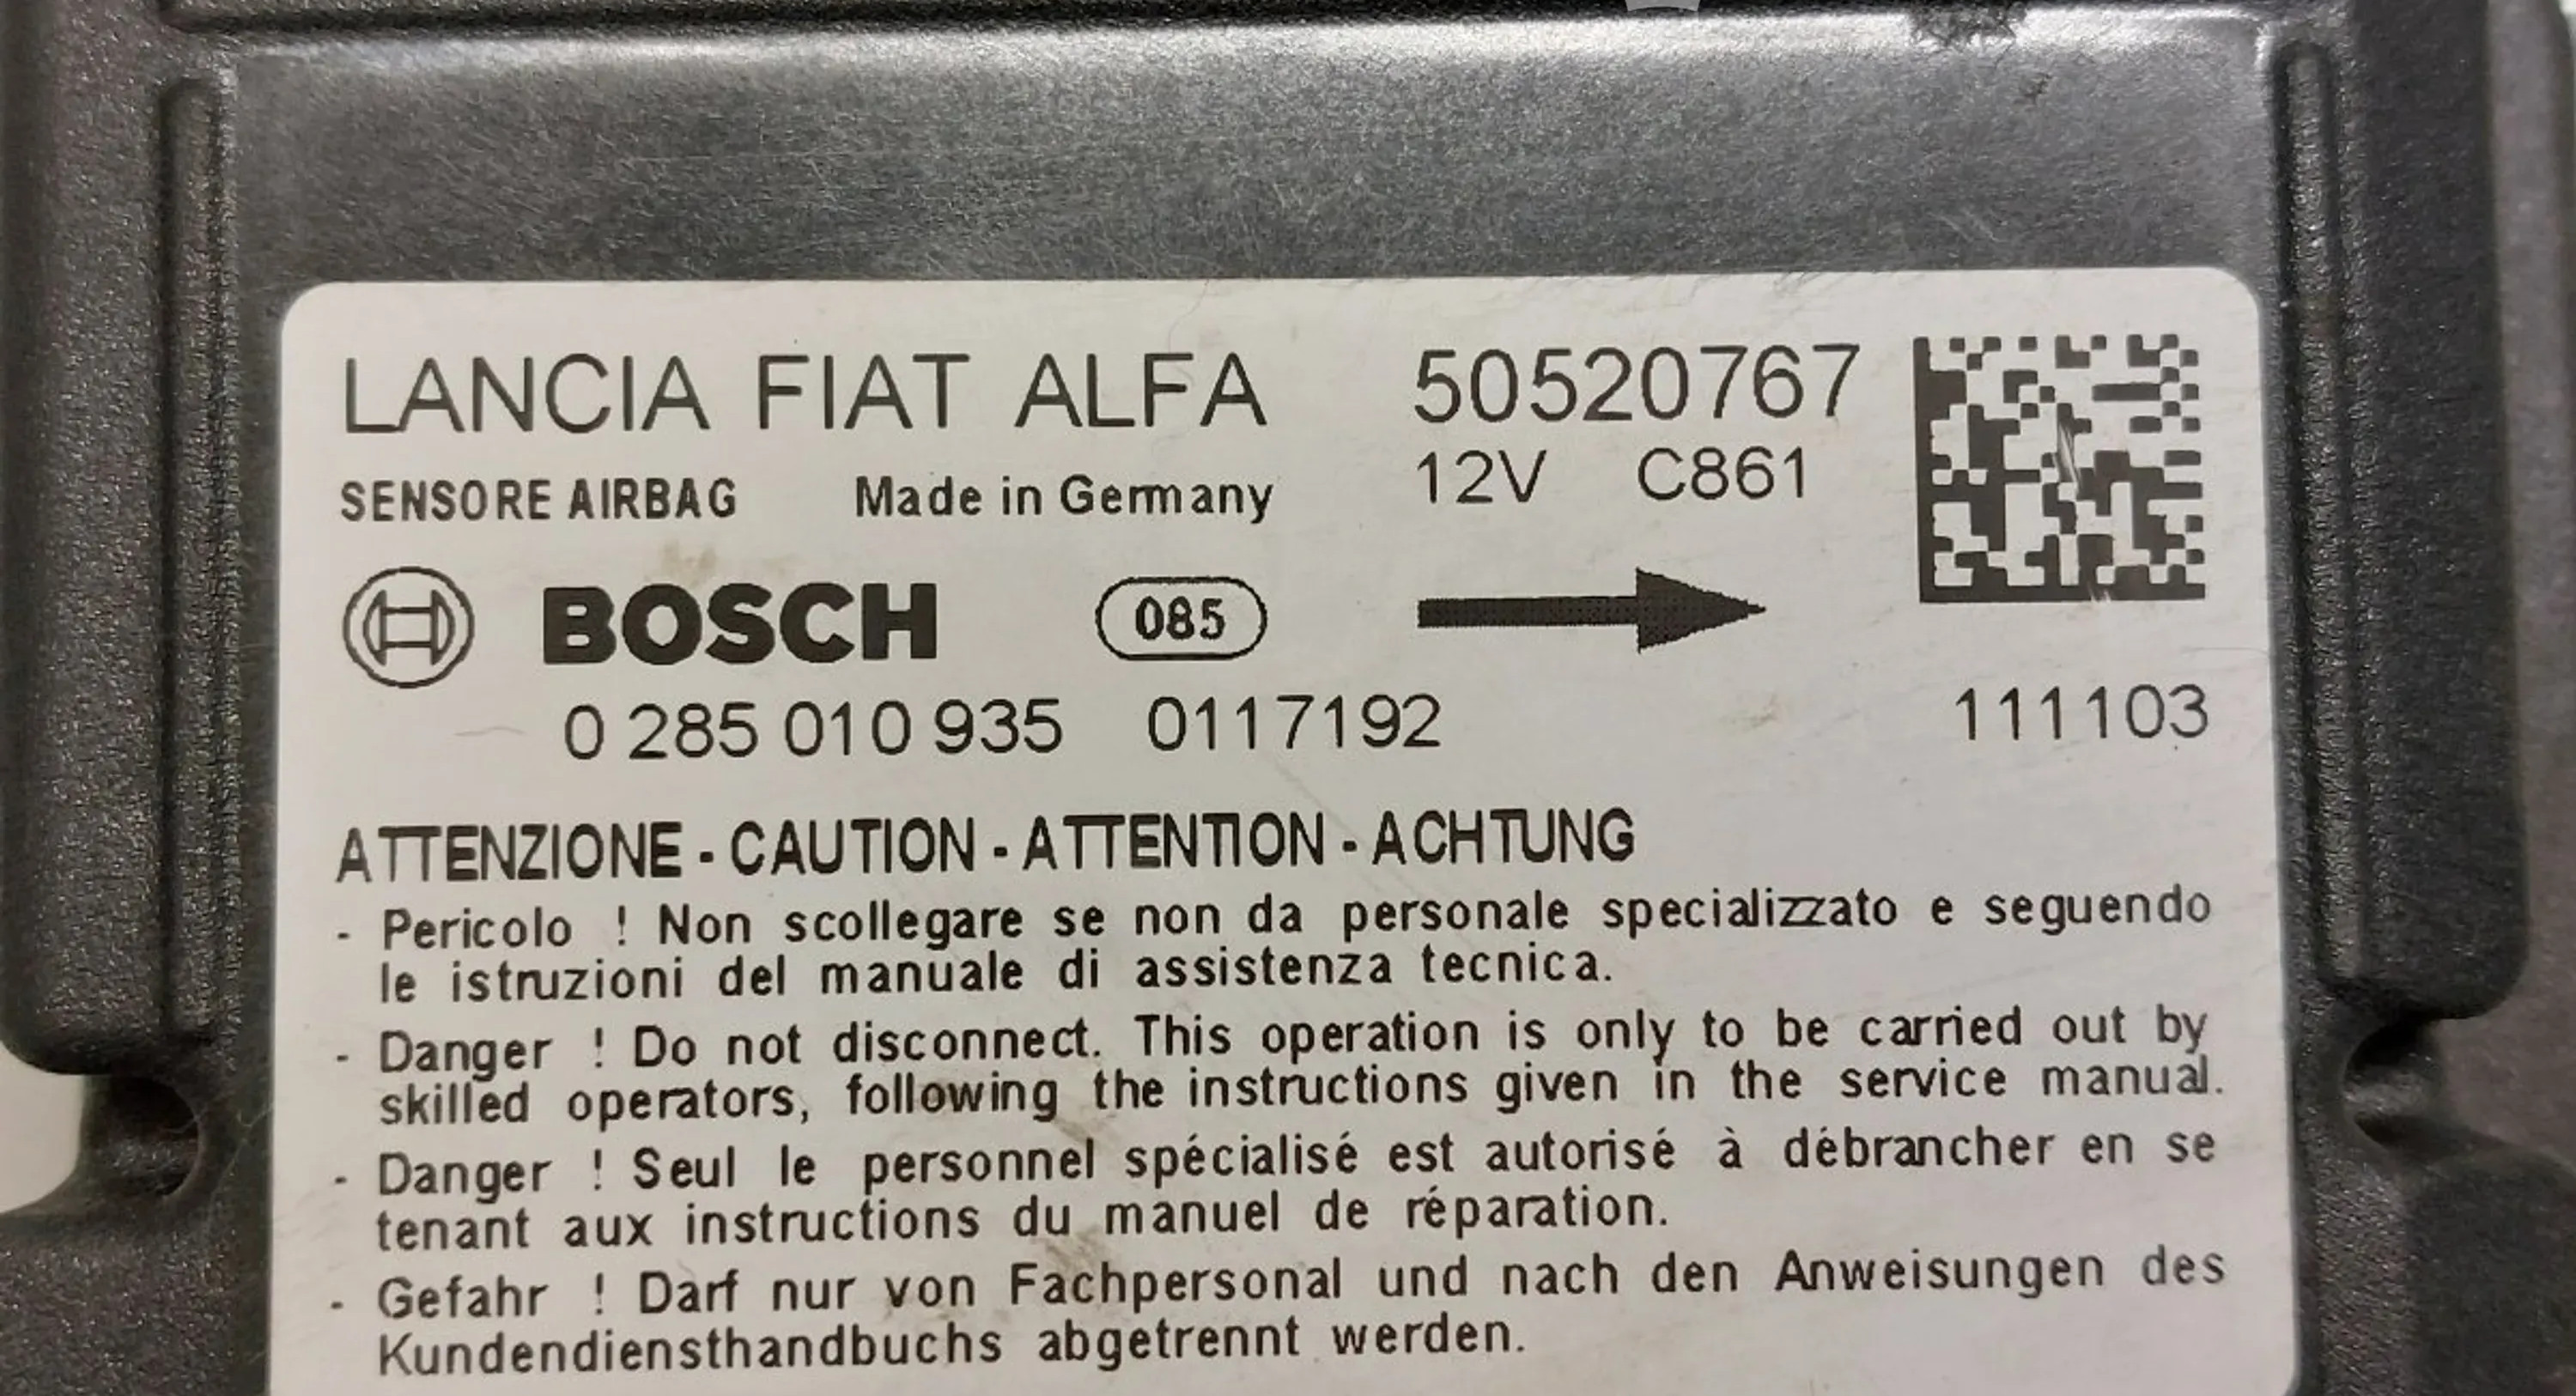 LANCIA FIAT ALFA 50520767
SENSORE AIRBAG Made in Germany 12V C861
BOSCH 085
0 285 010 935 0117192 111103
ATTENZIONE - CAUTION - ATTENTION - ACHTUNG
- Pericolo ! Non scollegare se non da personale specializzato e seguendo
le istruzioni del manuale di assistenza tecnica.
- Danger ! Do not disconnect. This operation is only to be carried out by
skilled operators, following the instructions given in the service manual.
- Danger ! Seul le personnel spécialisé est autorisé à débrancher en se
tenant aux instructions du manuel de réparation.
- Gefahr ! Darf nur von Fachpersonal und nach den Anweisungen des
Kundendiensthandbuchs abgetrennt werden.